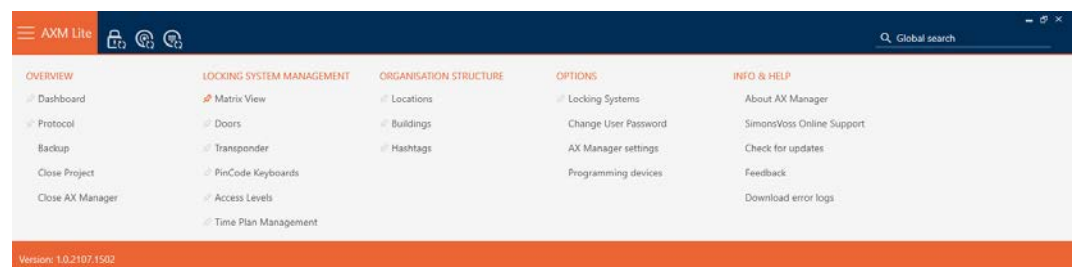 AXM Lite
Global search
OVERVIEW
Dashboard
Protocol
Backup
Close Project
Close AX Manager
LOCKING SYSTEM MANAGEMENT
Matrix View
Doors
Transponder
PinCode Keyboards
Access Levels
Time Plan Management
ORGANISATION STRUCTURE
Locations
Buildings
Hashtags
OPTIONS
Locking Systems
Change User Password
AX Manager settings
Programming devices
INFO & HELP
About AX Manager
SimonsVoss Online Support
Check for updates
Feedback
Download error logs
Version: 1.0.2107.1502